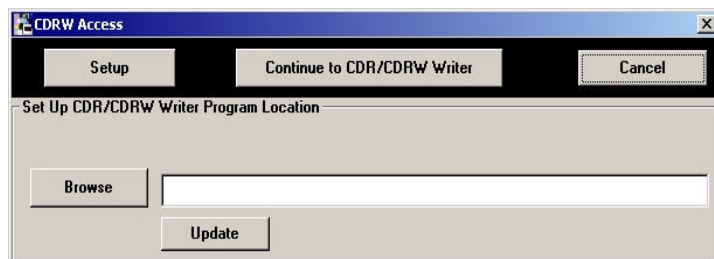 CDRW Access
Setup Continue to CDR/CDRW Writer Cancel
Set Up CDR/CDRW Writer Program Location
Browse
Update